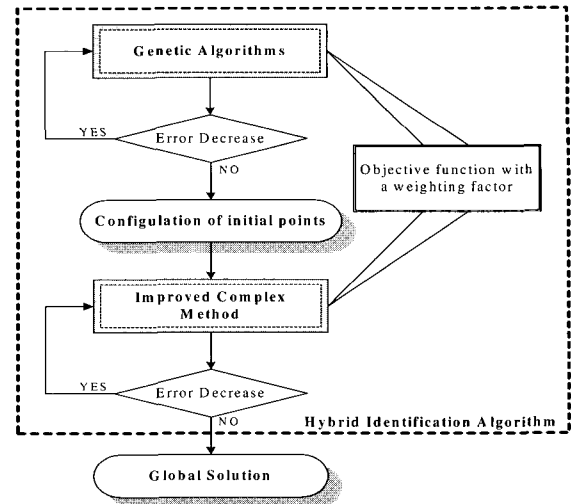 Genetic Algorithms
YES
Error Decrease
NO
Objective function with
a weighting factor
Configulation of initial points
Improved Complex
Method
YES
Error Decrease
NO
Hybrid Identification Algorithm
Global Solution